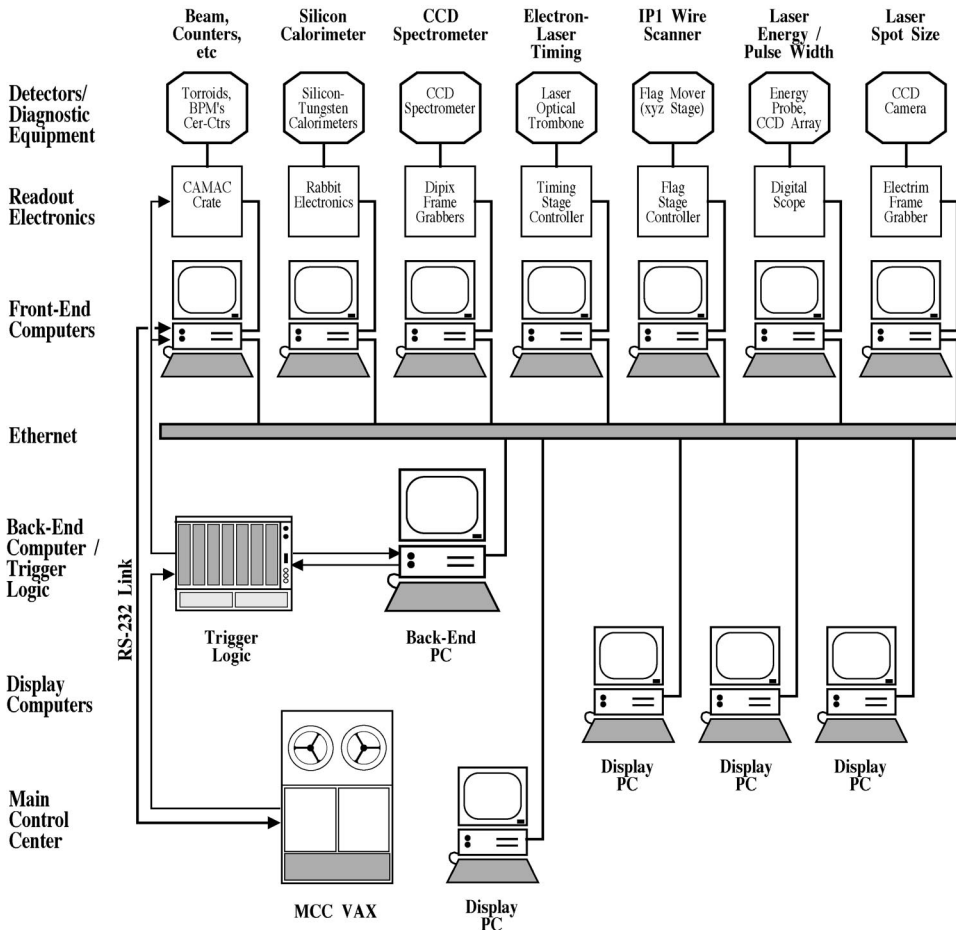 Beam,
Counters,
etc
Silicon
Calorimeter
CCD
Spectrometer
Electron-
Laser
Timing
IP1 Wire
Scanner
Laser
Energy /
Pulse Width
Laser
Spot Size
Detectors/
Diagnostic
Equipment
Torroids,
BPM's
Cer-Ctrs
Silicon-
Tungsten
Calorimeters
CCD
Spectrometer
Laser
Optical
Trombone
Flag Mover
(xyz Stage)
Energy
Probe,
CCD Array
CCD
Camera
Readout
Electronics
CAMAC
Crate
Rabbit
Electronics
Dipix
Frame
Grabbers
Timing
Stage
Controller
Flag
Stage
Controller
Digital
Scope
Electrim
Frame
Grabber
Front-End
Computers
Ethernet
Back-End
Computer /
Trigger
Logic
RS-232 Link
Trigger
Logic
Back-End
PC
Display
Computers
Display
PC
Display
PC
Display
PC
Main
Control
Center
MCC VAX
Display
PC